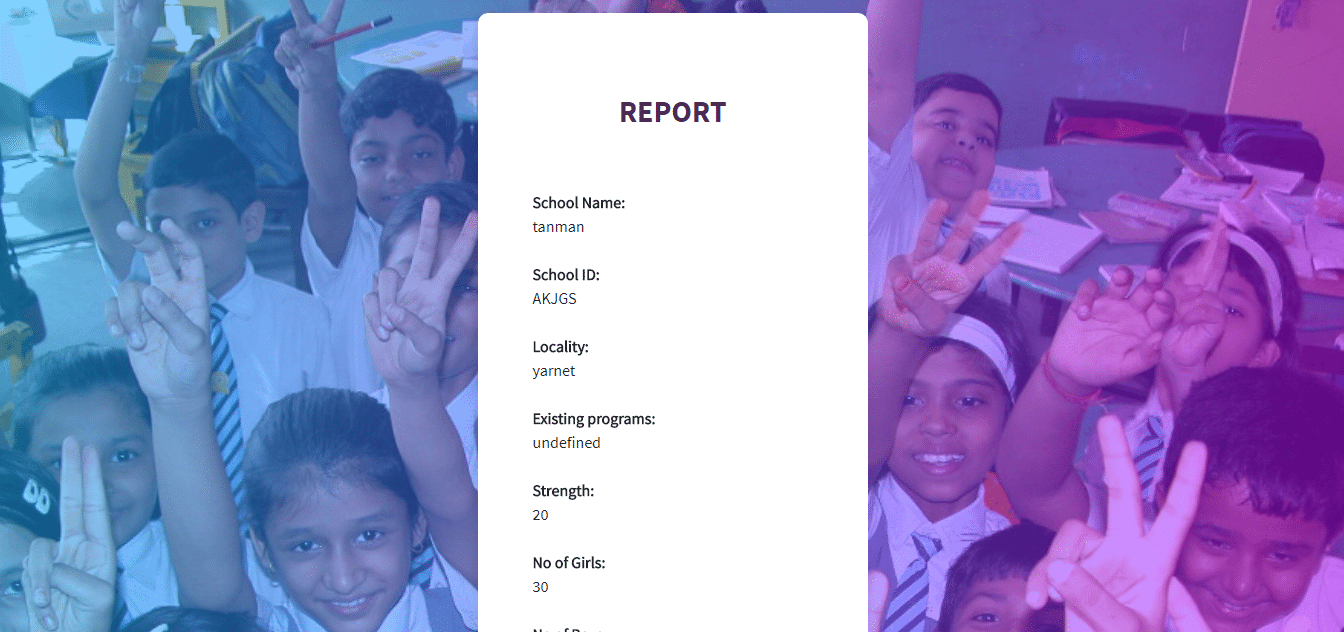 REPORT
School Name:
tanman
School ID:
AKJGS
Locality:
yarnet
Existing programs:
undefined
Strength:
20
No of Girls:
30